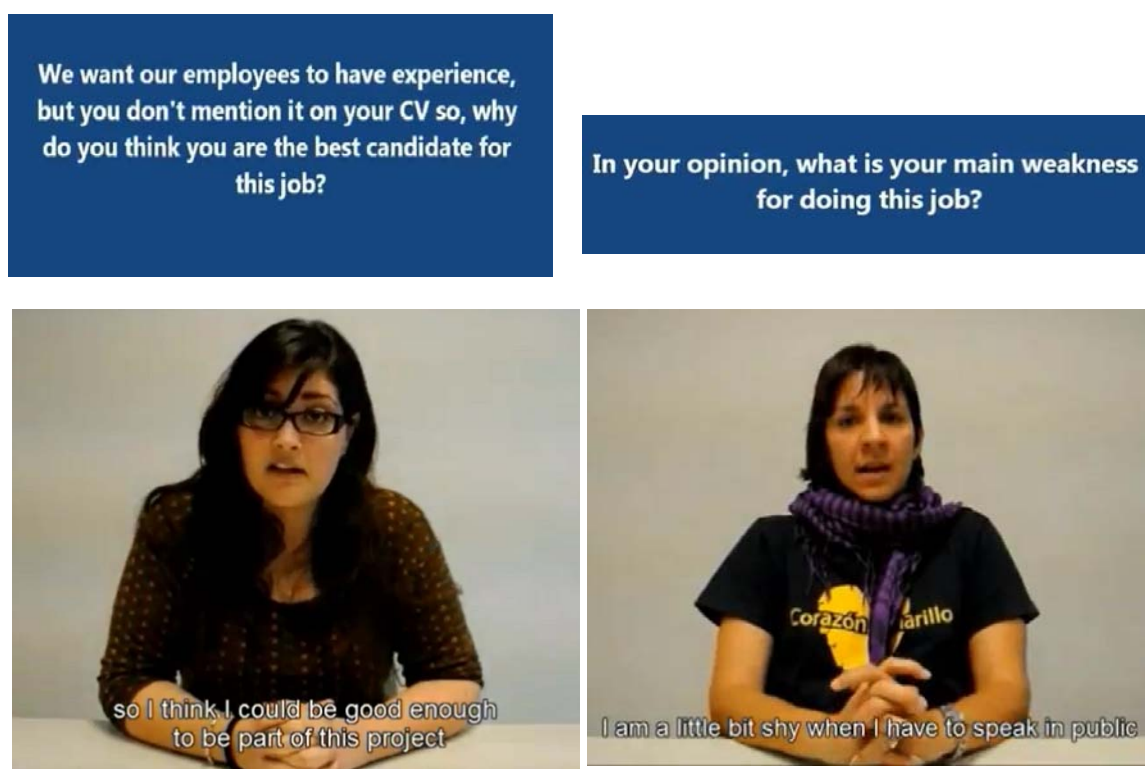 We want our employees to have experience,
but you don't mention it on your CV so, why
do you think you are the best candidate for
this job?
In your opinion, what is your main weakness
for doing this job?
so I think I could be good enough
to be part of this project
Corazón
arillo
I am a little bit shy when I have to speak in public